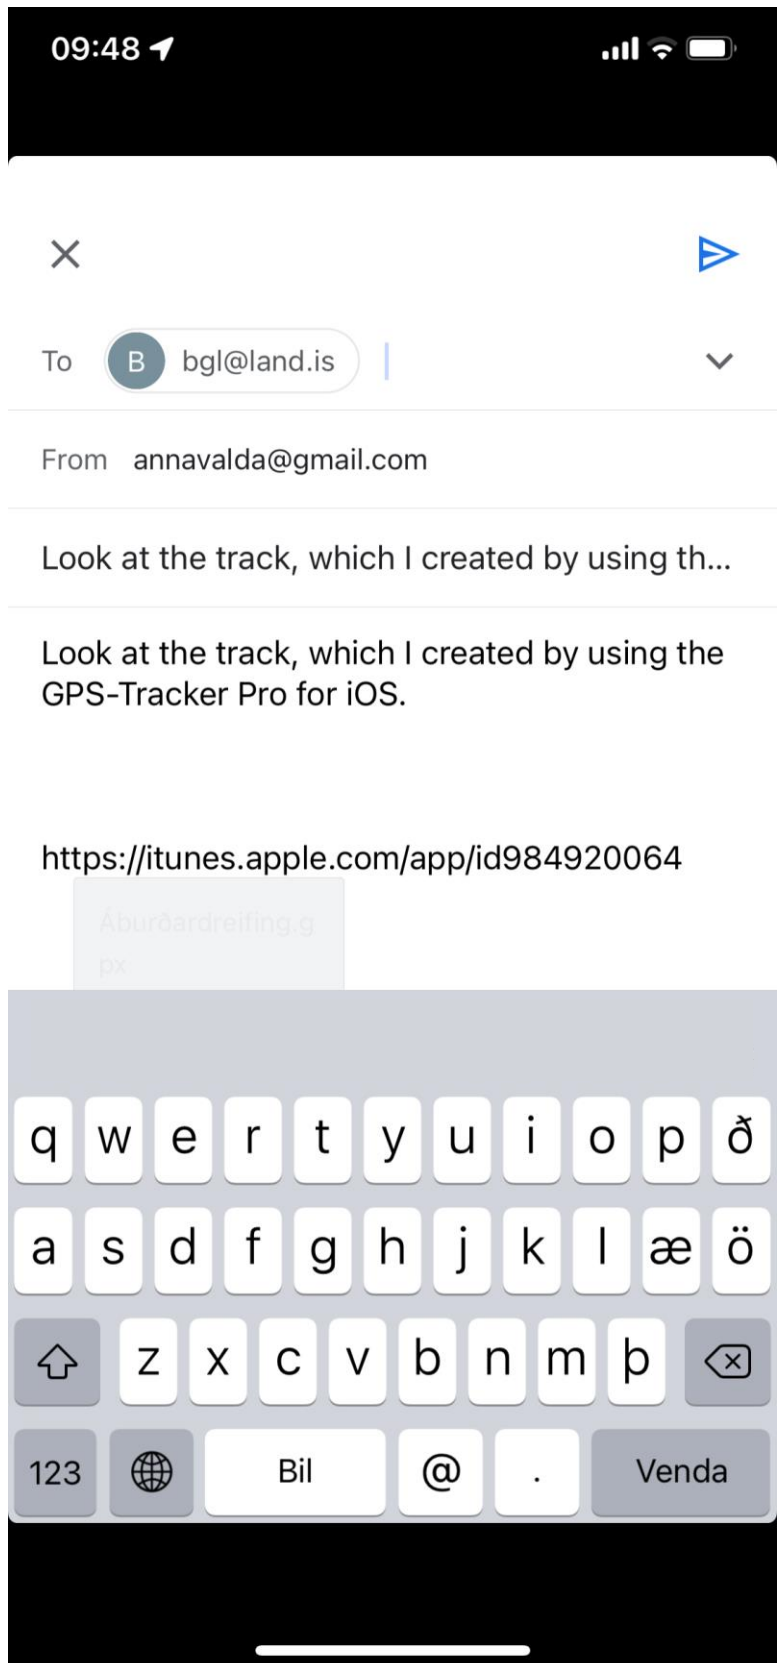 09:48
To B bgl@land.is
From annavalda@gmail.com
Look at the track, which I created by using th...
Look at the track, which I created by using the
GPS-Tracker Pro for iOS.
https://itunes.apple.com/app/id984920064
Áburðardreifing.g
px
q w e r t y u i o p ð
a s d f g h j k l æ ö
z x c v b n m þ
123 Bil @ . Venda